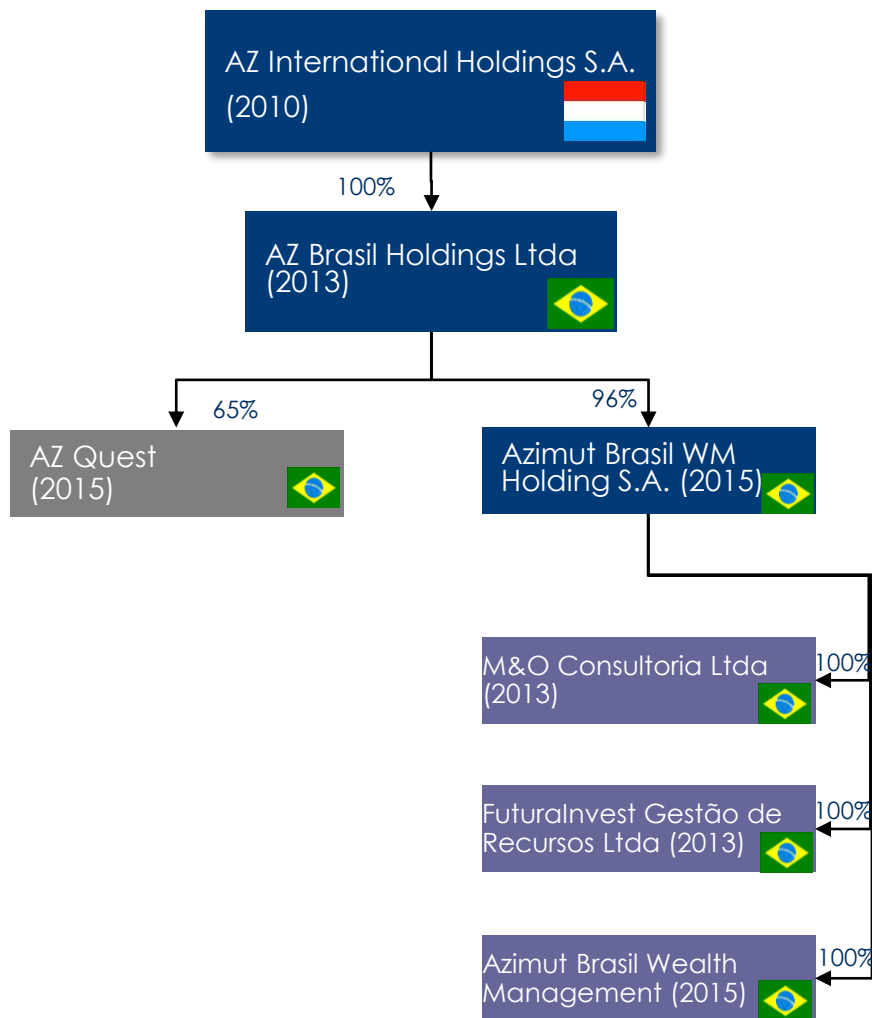 AZ International Holdings S.A.
(2010)
100%
AZ Brasil Holdings Ltda
(2013)
65%
96%
AZ Quest
(2015)
Azimut Brasil WM
Holding S.A. (2015)
M&O Consultoria Ltda
(2013)
100%
FuturaInvest Gestão de
Recursos Ltda (2013)
100%
Azimut Brasil Wealth
Management (2015)
100%